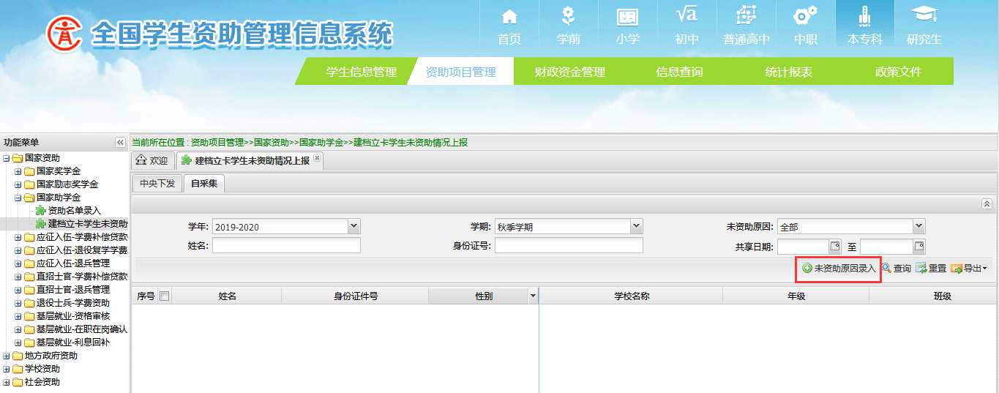 全国学生资助管理信息系统
首页 学前 小学 初中 普通高中 中职 本专科 研究生
学生信息管理 资助项目管理 财政资金管理 信息查询 统计报表 政策文件
功能菜单
当前所在位置 : 资助项目管理>>国家资助>>国家助学金>>建档立卡学生未资助情况上报
欢迎 建档立卡学生未资助情况上报
中央下发 自采集
国家资助
国家奖学金
国家励志奖学金
国家助学金
资助名单录入
建档立卡学生未资助
应征入伍-学费补偿贷款
应征入伍-退役复学学费
应征入伍-退兵管理
直招士官-学费补偿贷款
直招士官-退兵管理
退役士兵-学费资助
基层就业-资格审核
基层就业-在职在岗确认
基层就业-利息回补
地方政府资助
学校资助
社会资助
学年: 2019-2020 学期: 秋季学期 未资助原因: 全部
姓名: 身份证号: 共享日期: 至
未资助原因录入 查询 重置 导出
序号 姓名 身份证件号 性别 学校名称 年级 班级